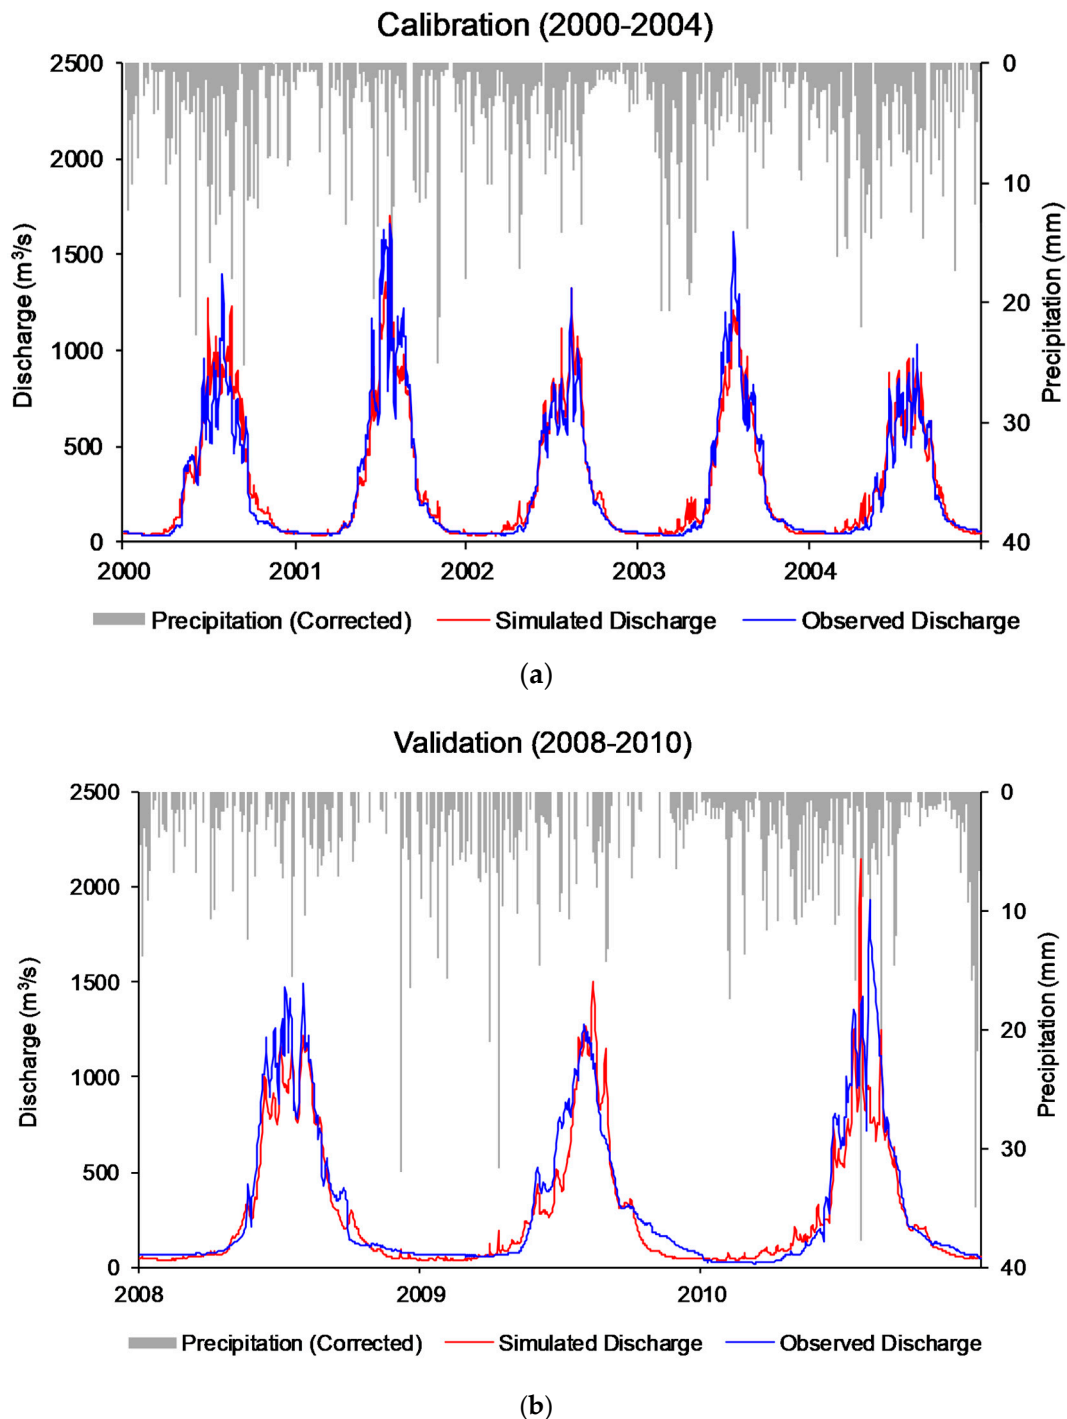 Calibration (2000-2004)
2500
2000
1500
1000
500
0
Discharge (m³/s)
0
10
20
30
40
Precipitation (mm)
2000
2001
2002
2003
2004
Precipitation (Corrected)
Simulated Discharge
Observed Discharge
(a)
Validation (2008-2010)
2500
2000
1500
1000
500
0
Discharge (m³/s)
0
10
20
30
40
Precipitation (mm)
2008
2009
2010
Precipitation (Corrected)
Simulated Discharge
Observed Discharge
(b)